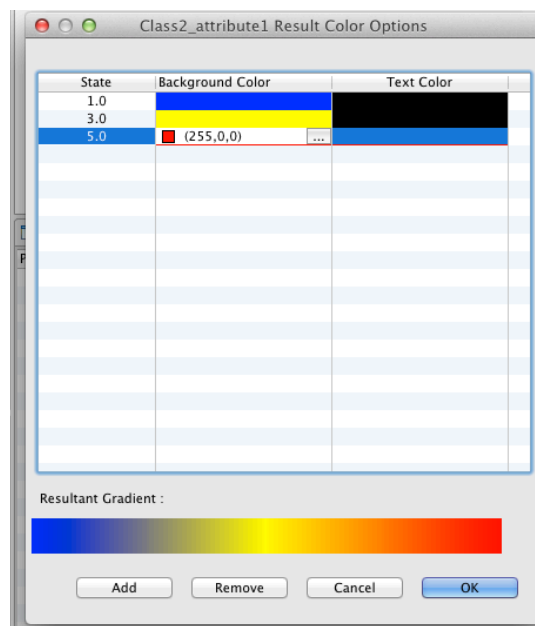 Class2_attribute1 Result Color Options
State Background Color Text Color
1.0
3.0
5.0 (255,0,0) ...
Resultant Gradient :
Add Remove Cancel OK